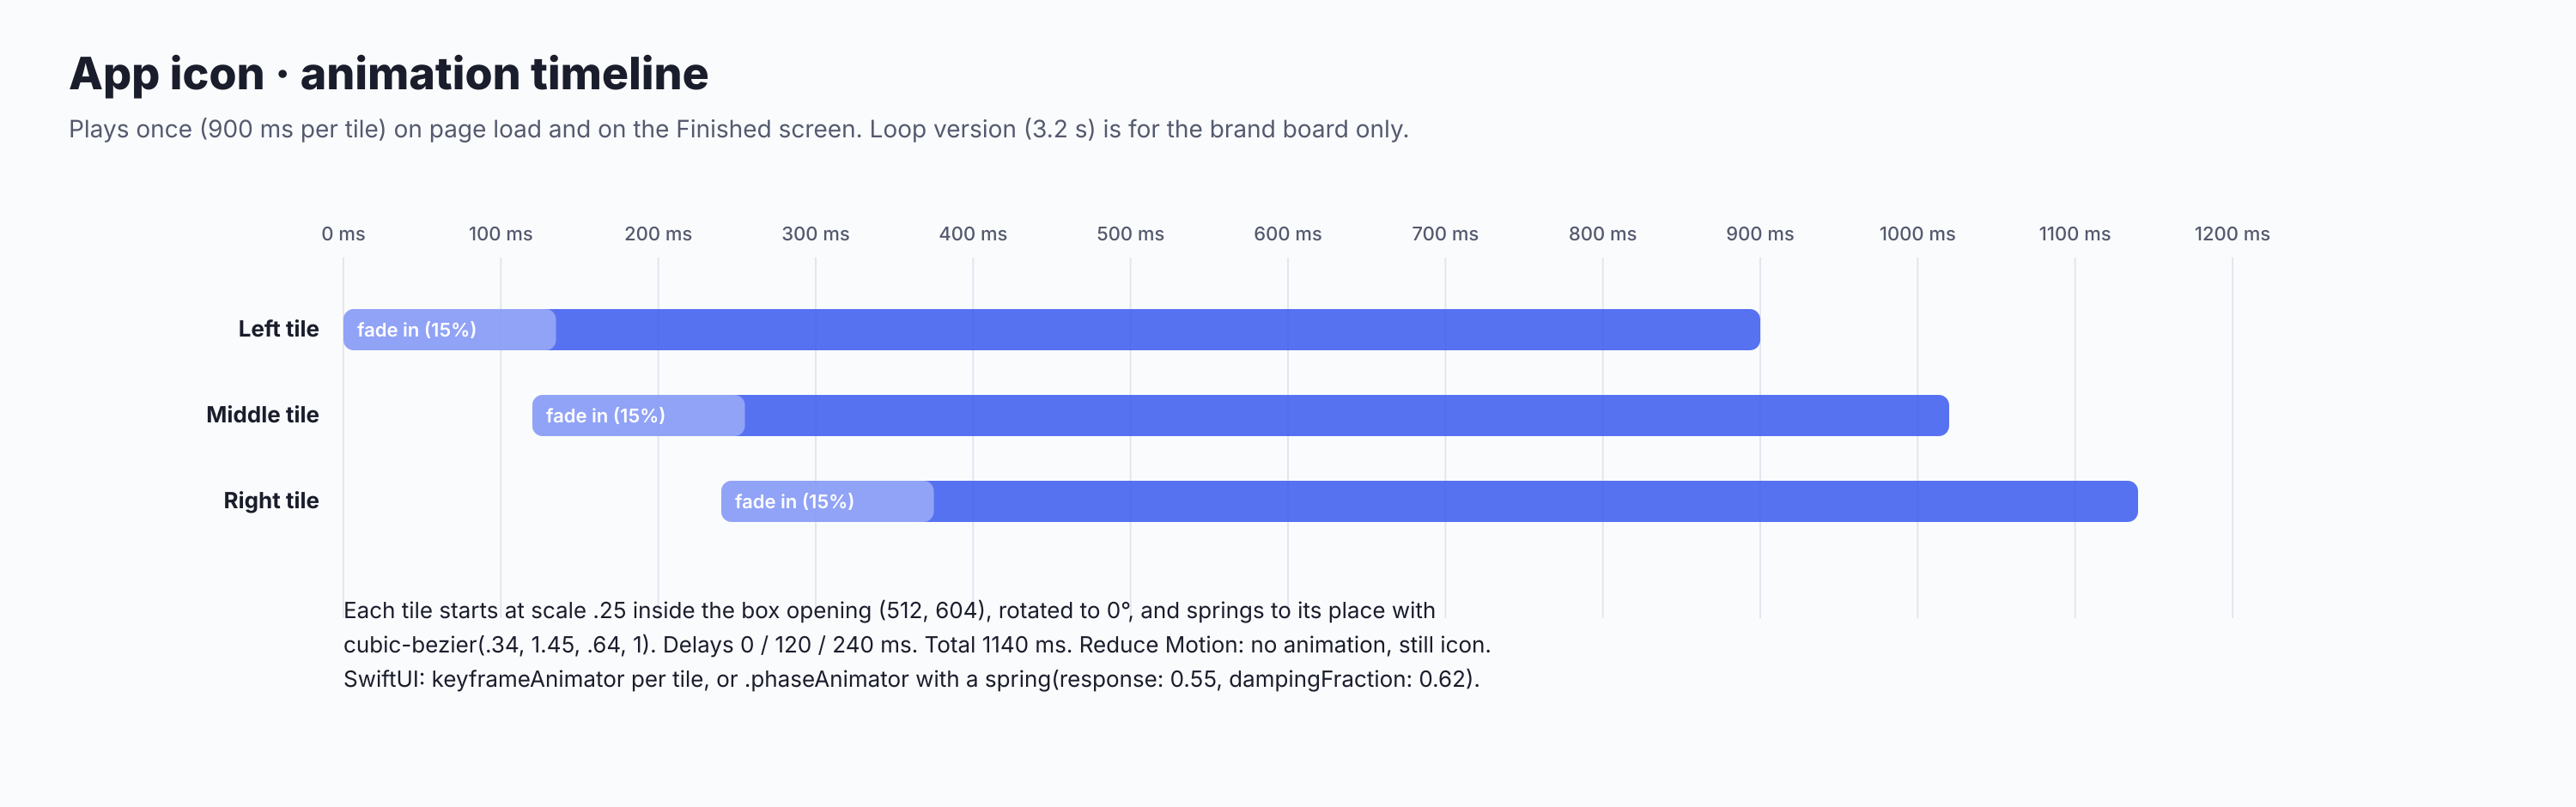 App icon · animation timeline
Plays once (900 ms per tile) on page load and on the Finished screen. Loop version (3.2 s) is for the brand board only.
0 ms 100 ms 200 ms 300 ms 400 ms 500 ms 600 ms 700 ms 800 ms 900 ms 1000 ms 1100 ms 1200 ms
Left tile fade in (15%)
Middle tile fade in (15%)
Right tile fade in (15%)
Each tile starts at scale .25 inside the box opening (512, 604), rotated to 0°, and springs to its place with
cubic-bezier(.34, 1.45, .64, 1). Delays 0 / 120 / 240 ms. Total 1140 ms. Reduce Motion: no animation, still icon.
SwiftUI: keyframeAnimator per tile, or .phaseAnimator with a spring(response: 0.55, dampingFraction: 0.62).